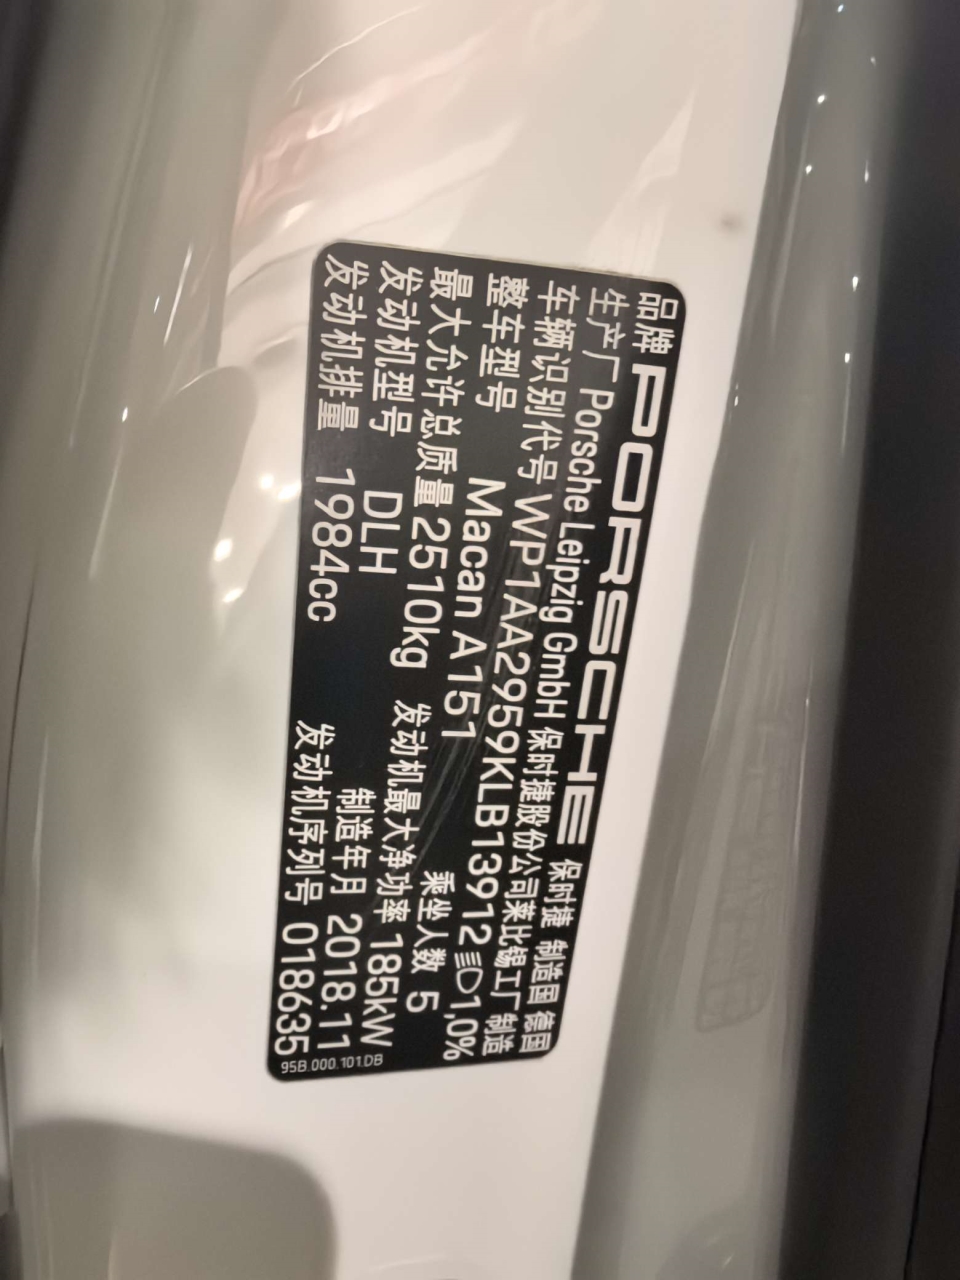 品牌 PORSCHE 保时捷 制造国 德国
生产厂 Porsche Leipzig GmbH 保时捷股份公司莱比锡工厂 制造
车辆识别代号 WP1AA2959KLB13912 1,0%
整车型号 Macan A151 乘坐人数 5
最大允许总质量 2510kg 发动机最大净功率 185kW
发动机型号 DLH 制造年月 2018.11
发动机排量 1984cc 发动机序列号 018635
95B.000.101.DB